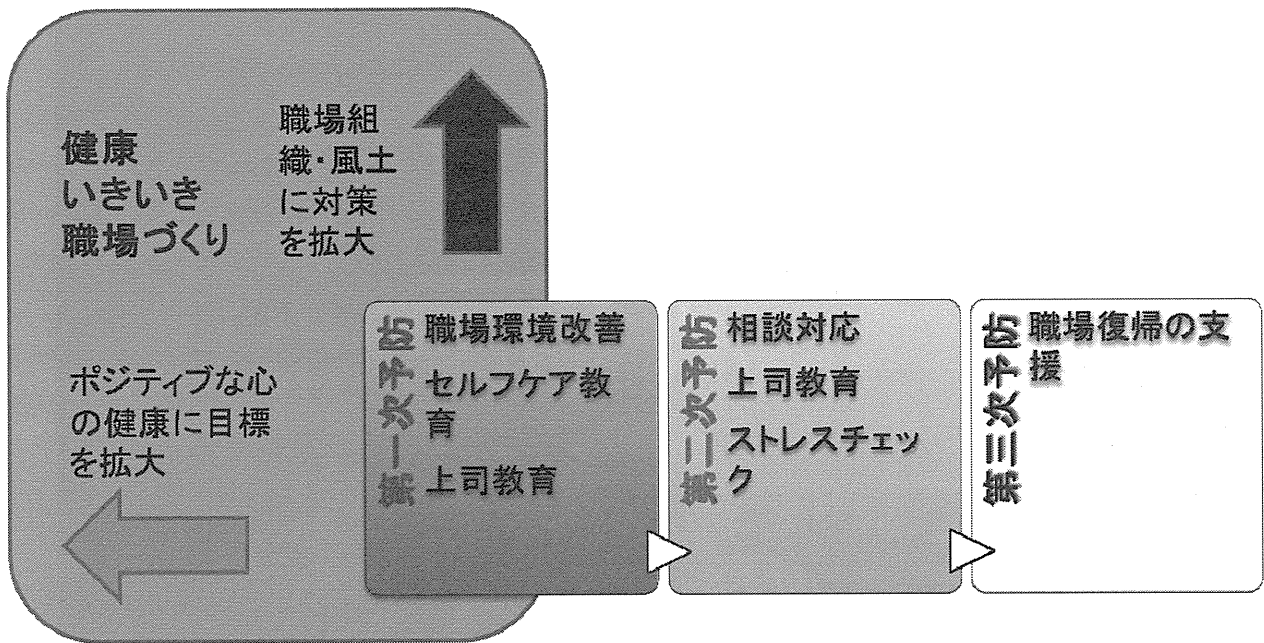 健康
いきいき
職場づくり
職場組
織・風土
に対策
を拡大
ポジティブな心
の健康に目標
を拡大
第一次予防
職場環境改善
セルフケア教
育
上司教育
第二次予防
相談対応
上司教育
ストレスチェッ
ク
第三次予防
職場復帰の支
援